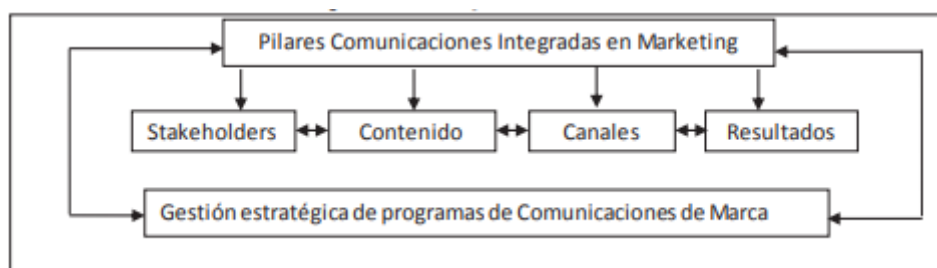 Pilares Comunicaciones Integradas en Marketing
Stakeholders Contenido Canales Resultados
Gestión estratégica de programas de Comunicaciones de Marca